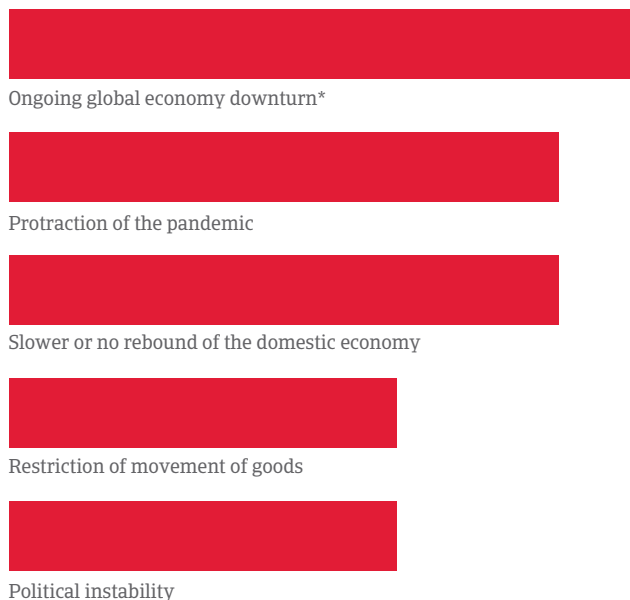 Ongoing global economy downturn*
Protraction of the pandemic
Slower or no rebound of the domestic economy
Restriction of movement of goods
Political instability